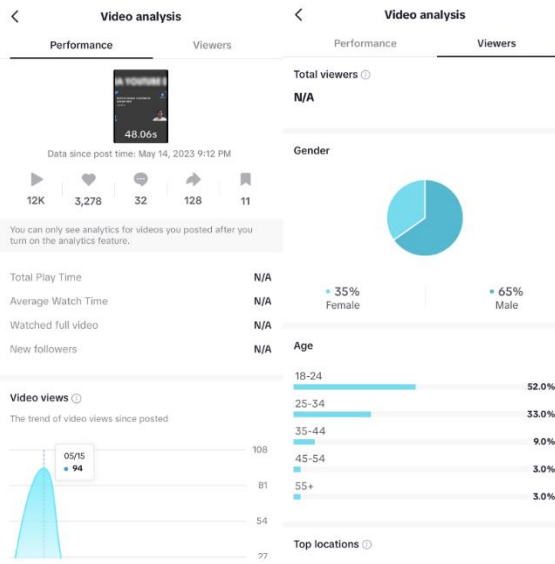 Video analysis
Performance
Viewers
48.06s
Data since post time: May 14, 2023 9:12 PM
12K
3,278
32
128
11
You can only see analytics for videos you posted after you
turn on the analytics feature.
Total Play Time
N/A
Average Watch Time
N/A
Watched full video
N/A
New followers
N/A
Video views
The trend of video views since posted
05/15
94
108
81
54
27
Video analysis
Performance
Viewers
Total viewers
N/A
Gender
35%
Female
65%
Male
Age
18-24
52.0%
25-34
33.0%
35-44
9.0%
45-54
3.0%
55+
3.0%
Top locations